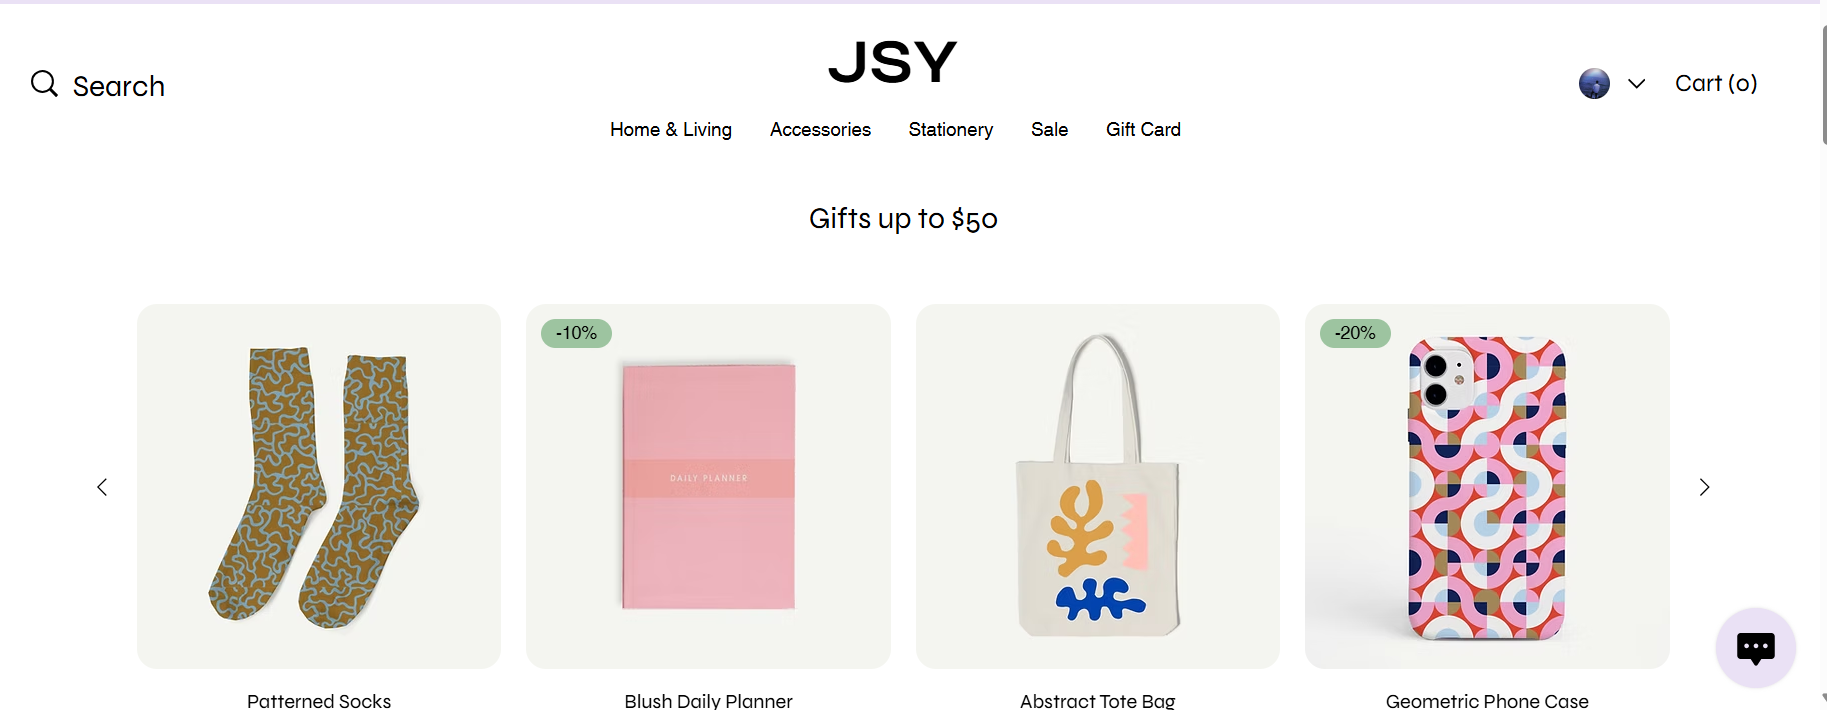 JSY
Search
Cart (0)
Home & Living Accessories Stationery Sale Gift Card
Gifts up to $50
-10%
-20%
DAILY PLANNER
Patterned Socks
Blush Daily Planner
Abstract Tote Bag
Geometric Phone Case